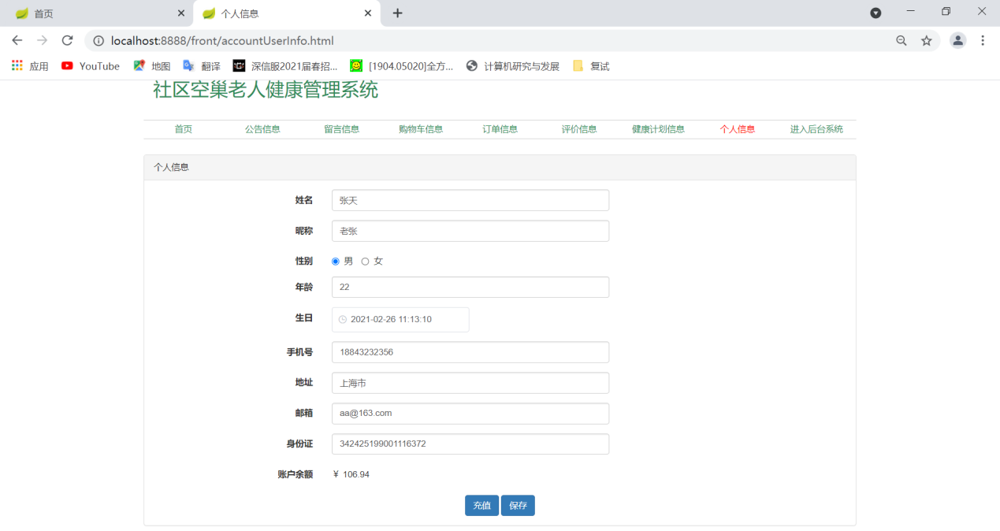 首页
个人信息
localhost:8888/front/accountUserInfo.html
应用 YouTube 地图 翻译 深信服2021届春招... [1904.05020]全方... 计算机研究与发展 复试
社区空巢老人健康管理系统
首页 公告信息 留言信息 购物车信息 订单信息 评价信息 健康计划信息 个人信息 进入后台系统
个人信息
姓名 张天
昵称 老张
性别 男 女
年龄 22
生日 2021-02-26 11:13:10
手机号 18843232356
地址 上海市
邮箱 aa@163.com
身份证 342425199001116372
账户余额 ¥ 106.94
充值 保存